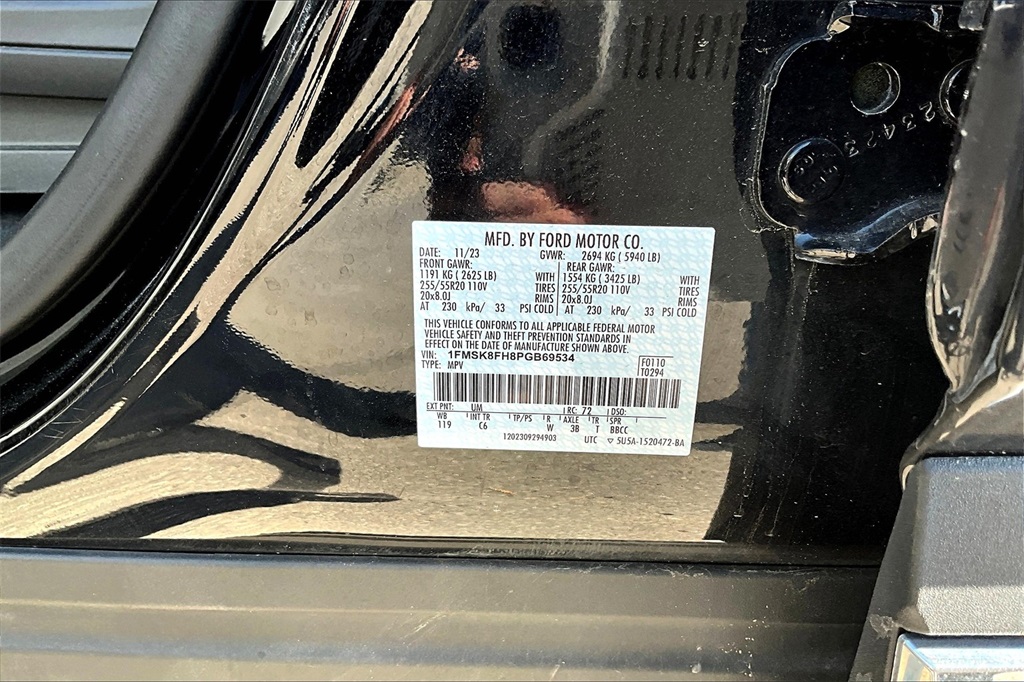 MFD. BY FORD MOTOR CO.
DATE: 11/23 GVWR: 2694 KG ( 5940 LB)
FRONT GAWR: REAR GAWR:
1191 KG ( 2625 LB) WITH 1554 KG ( 3425 LB) WITH
255/55R20 110V TIRES 255/55R20 110V TIRES
20x8.0J RIMS 20x8.0J RIMS
AT 230 kPa/ 33 PSI COLD AT 230 kPa/ 33 PSI COLD
THIS VEHICLE CONFORMS TO ALL APPLICABLE FEDERAL MOTOR
VEHICLE SAFETY AND THEFT PREVENTION STANDARDS IN
EFFECT ON THE DATE OF MANUFACTURE SHOWN ABOVE.
VIN: 1FMSK8FH8PGB69534 F0110
TYPE: MPV T0294
EXT PNT: UM RC: 72 DSO:
WB INT TR TP/PS R AXLE TR SPR
119 C6 W 3B T BBCC
1202309294903 UTC ▽ 5U5A-1520472-BA
23423